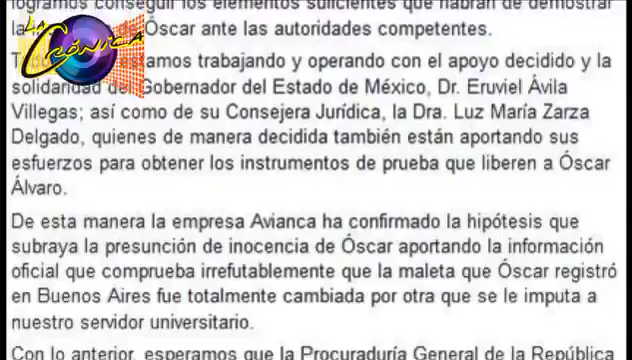 logramos conseguir los elementos suficientes que habrán de demostrar
la Óscar ante las autoridades competentes.
LA CRÓNICA
estamos trabajando y operando con el apoyo decidido y la
solidaridad del Gobernador del Estado de México, Dr. Eruviel Ávila
Villegas; así como de su Consejera Jurídica, la Dra. Luz María Zarza
Delgado, quienes de manera decidida también están aportando sus
esfuerzos para obtener los instrumentos de prueba que liberen a Óscar
Álvaro.
De esta manera la empresa Avianca ha confirmado la hipótesis que
subraya la presunción de inocencia de Óscar aportando la información
oficial que comprueba irrefutablemente que la maleta que Óscar registró
en Buenos Aires fue totalmente cambiada por otra que se le imputa a
nuestro servidor universitario.
Con lo anterior, esperamos que la Procuraduría General de la República